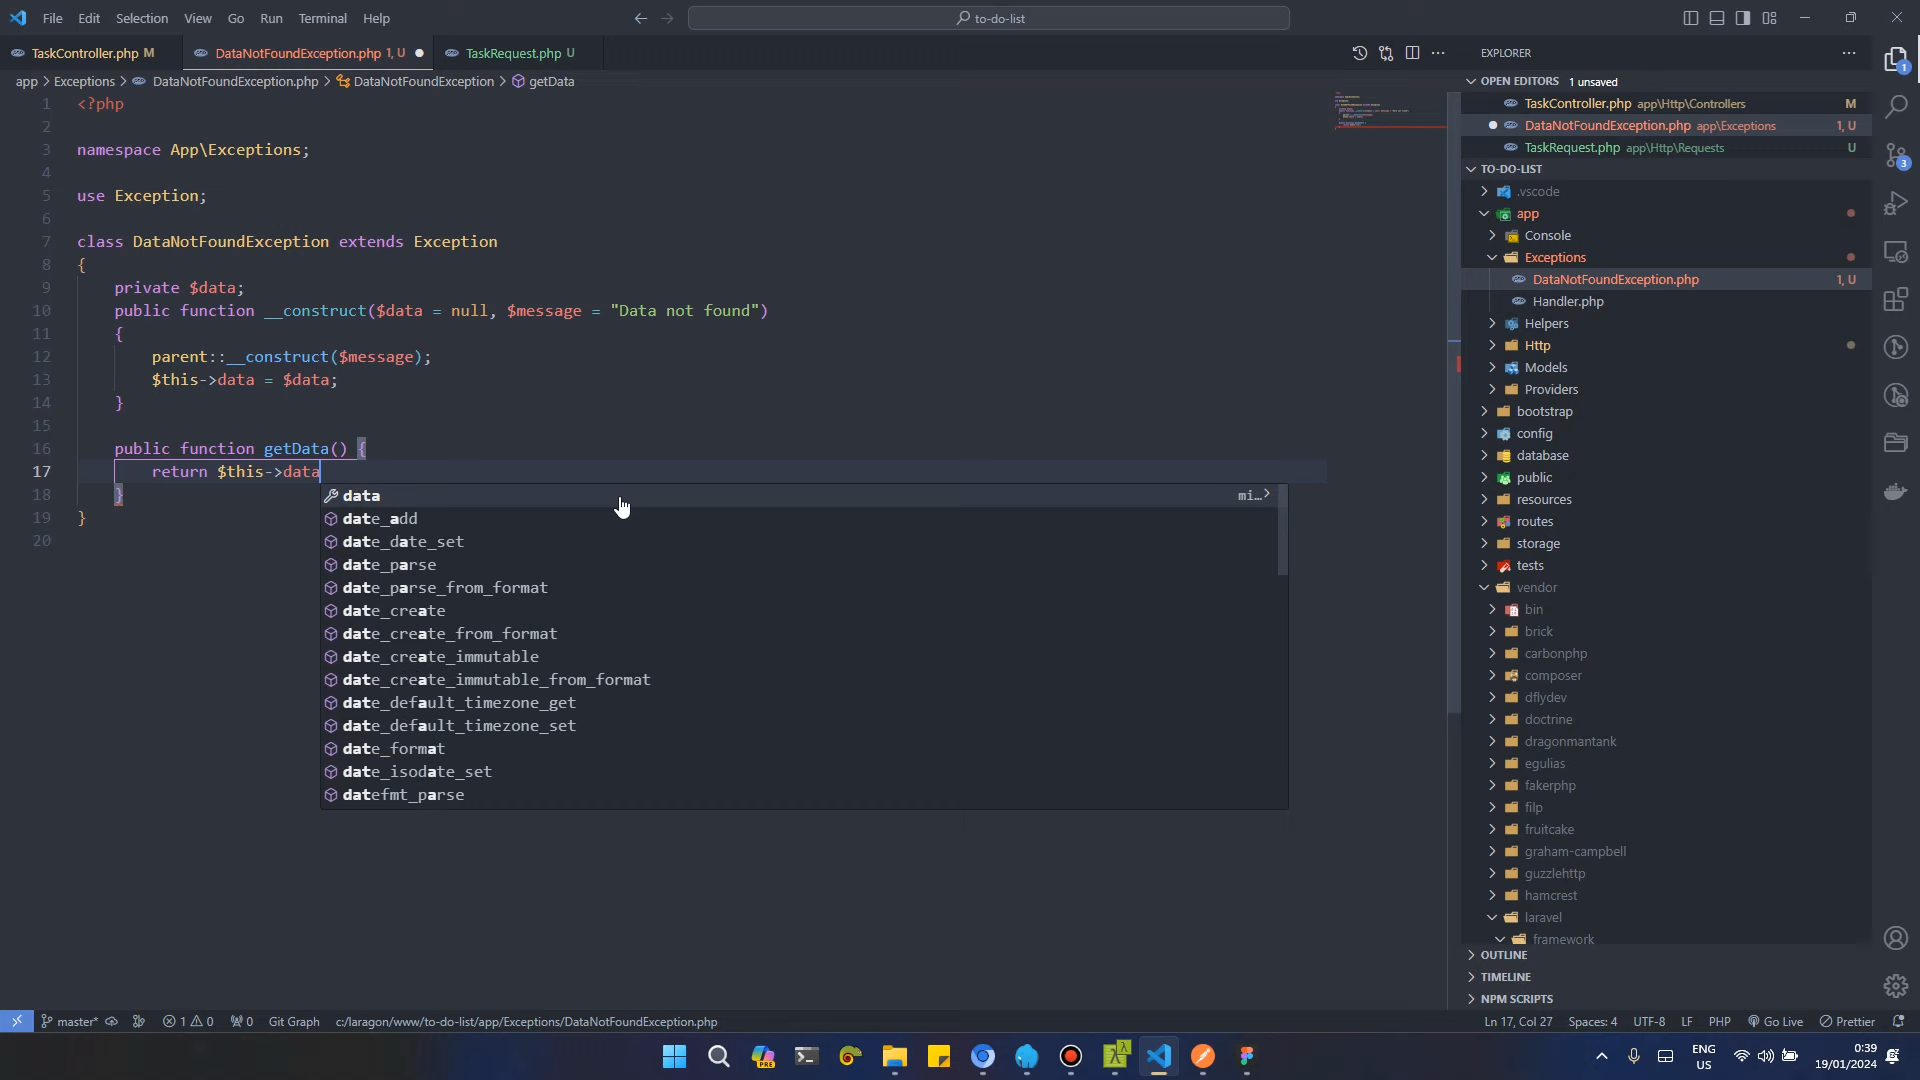 File Edit Selection View Go Run Terminal Help
to-do-list
TaskController.php M
DataNotFoundException.php 1, U
TaskRequest.php U
app > Exceptions > DataNotFoundException.php > DataNotFoundException > getData
1 <?php
2
3 namespace App\Exceptions;
4
5 use Exception;
6
7 class DataNotFoundException extends Exception
8 {
9 private $data;
10 public function __construct($data = null, $message = "Data not found")
11 {
12 parent::__construct($message);
13 $this->data = $data;
14 }
15
16 public function getData() {
17 return $this->data
18 }
19 }
20
data mi...
date_add
date_date_set
date_parse
date_parse_from_format
date_create
date_create_from_format
date_create_immutable
date_create_immutable_from_format
date_default_timezone_get
date_default_timezone_set
date_format
date_isodate_set
datefmt_parse
EXPLORER
OPEN EDITORS 1 unsaved
TaskController.php app\Http\Controllers M
DataNotFoundException.php app\Exceptions 1, U
TaskRequest.php app\Http\Requests U
TO-DO-LIST
.vscode
app
Console
Exceptions
DataNotFoundException.php 1, U
Handler.php
Helpers
Http
Models
Providers
bootstrap
config
database
public
resources
routes
storage
tests
vendor
bin
brick
carbonphp
composer
dflydev
doctrine
dragonmantank
egulias
fakerphp
filp
fruitcake
graham-campbell
guzzlehttp
hamcrest
laravel
framework
OUTLINE
TIMELINE
NPM SCRIPTS
1
3
master* 1 0 0 Git Graph c:/laragon/www/to-do-list/app/Exceptions/DataNotFoundException.php
Ln 17, Col 27 Spaces: 4 UTF-8 LF PHP Go Live Prettier
PRE
ENG
US
0:39
19/01/2024